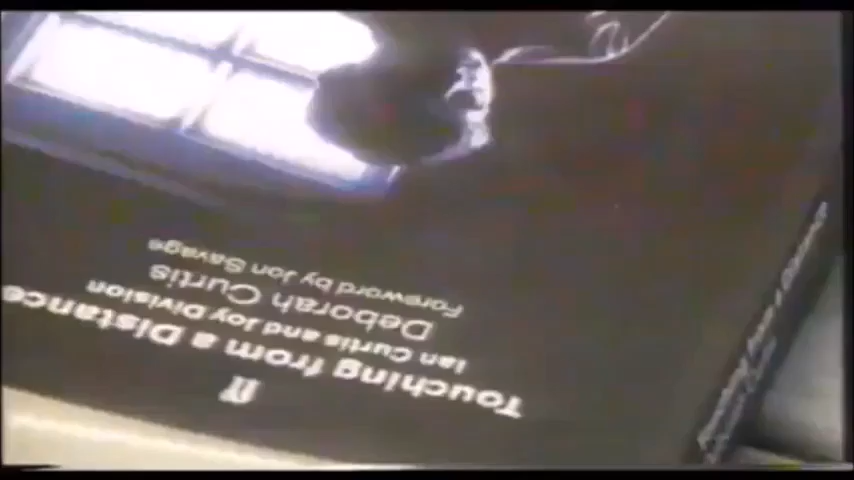 Touching from a Distance
Ian Curtis and Joy Division
Deborah Curtis
Foreword by Jon Savage